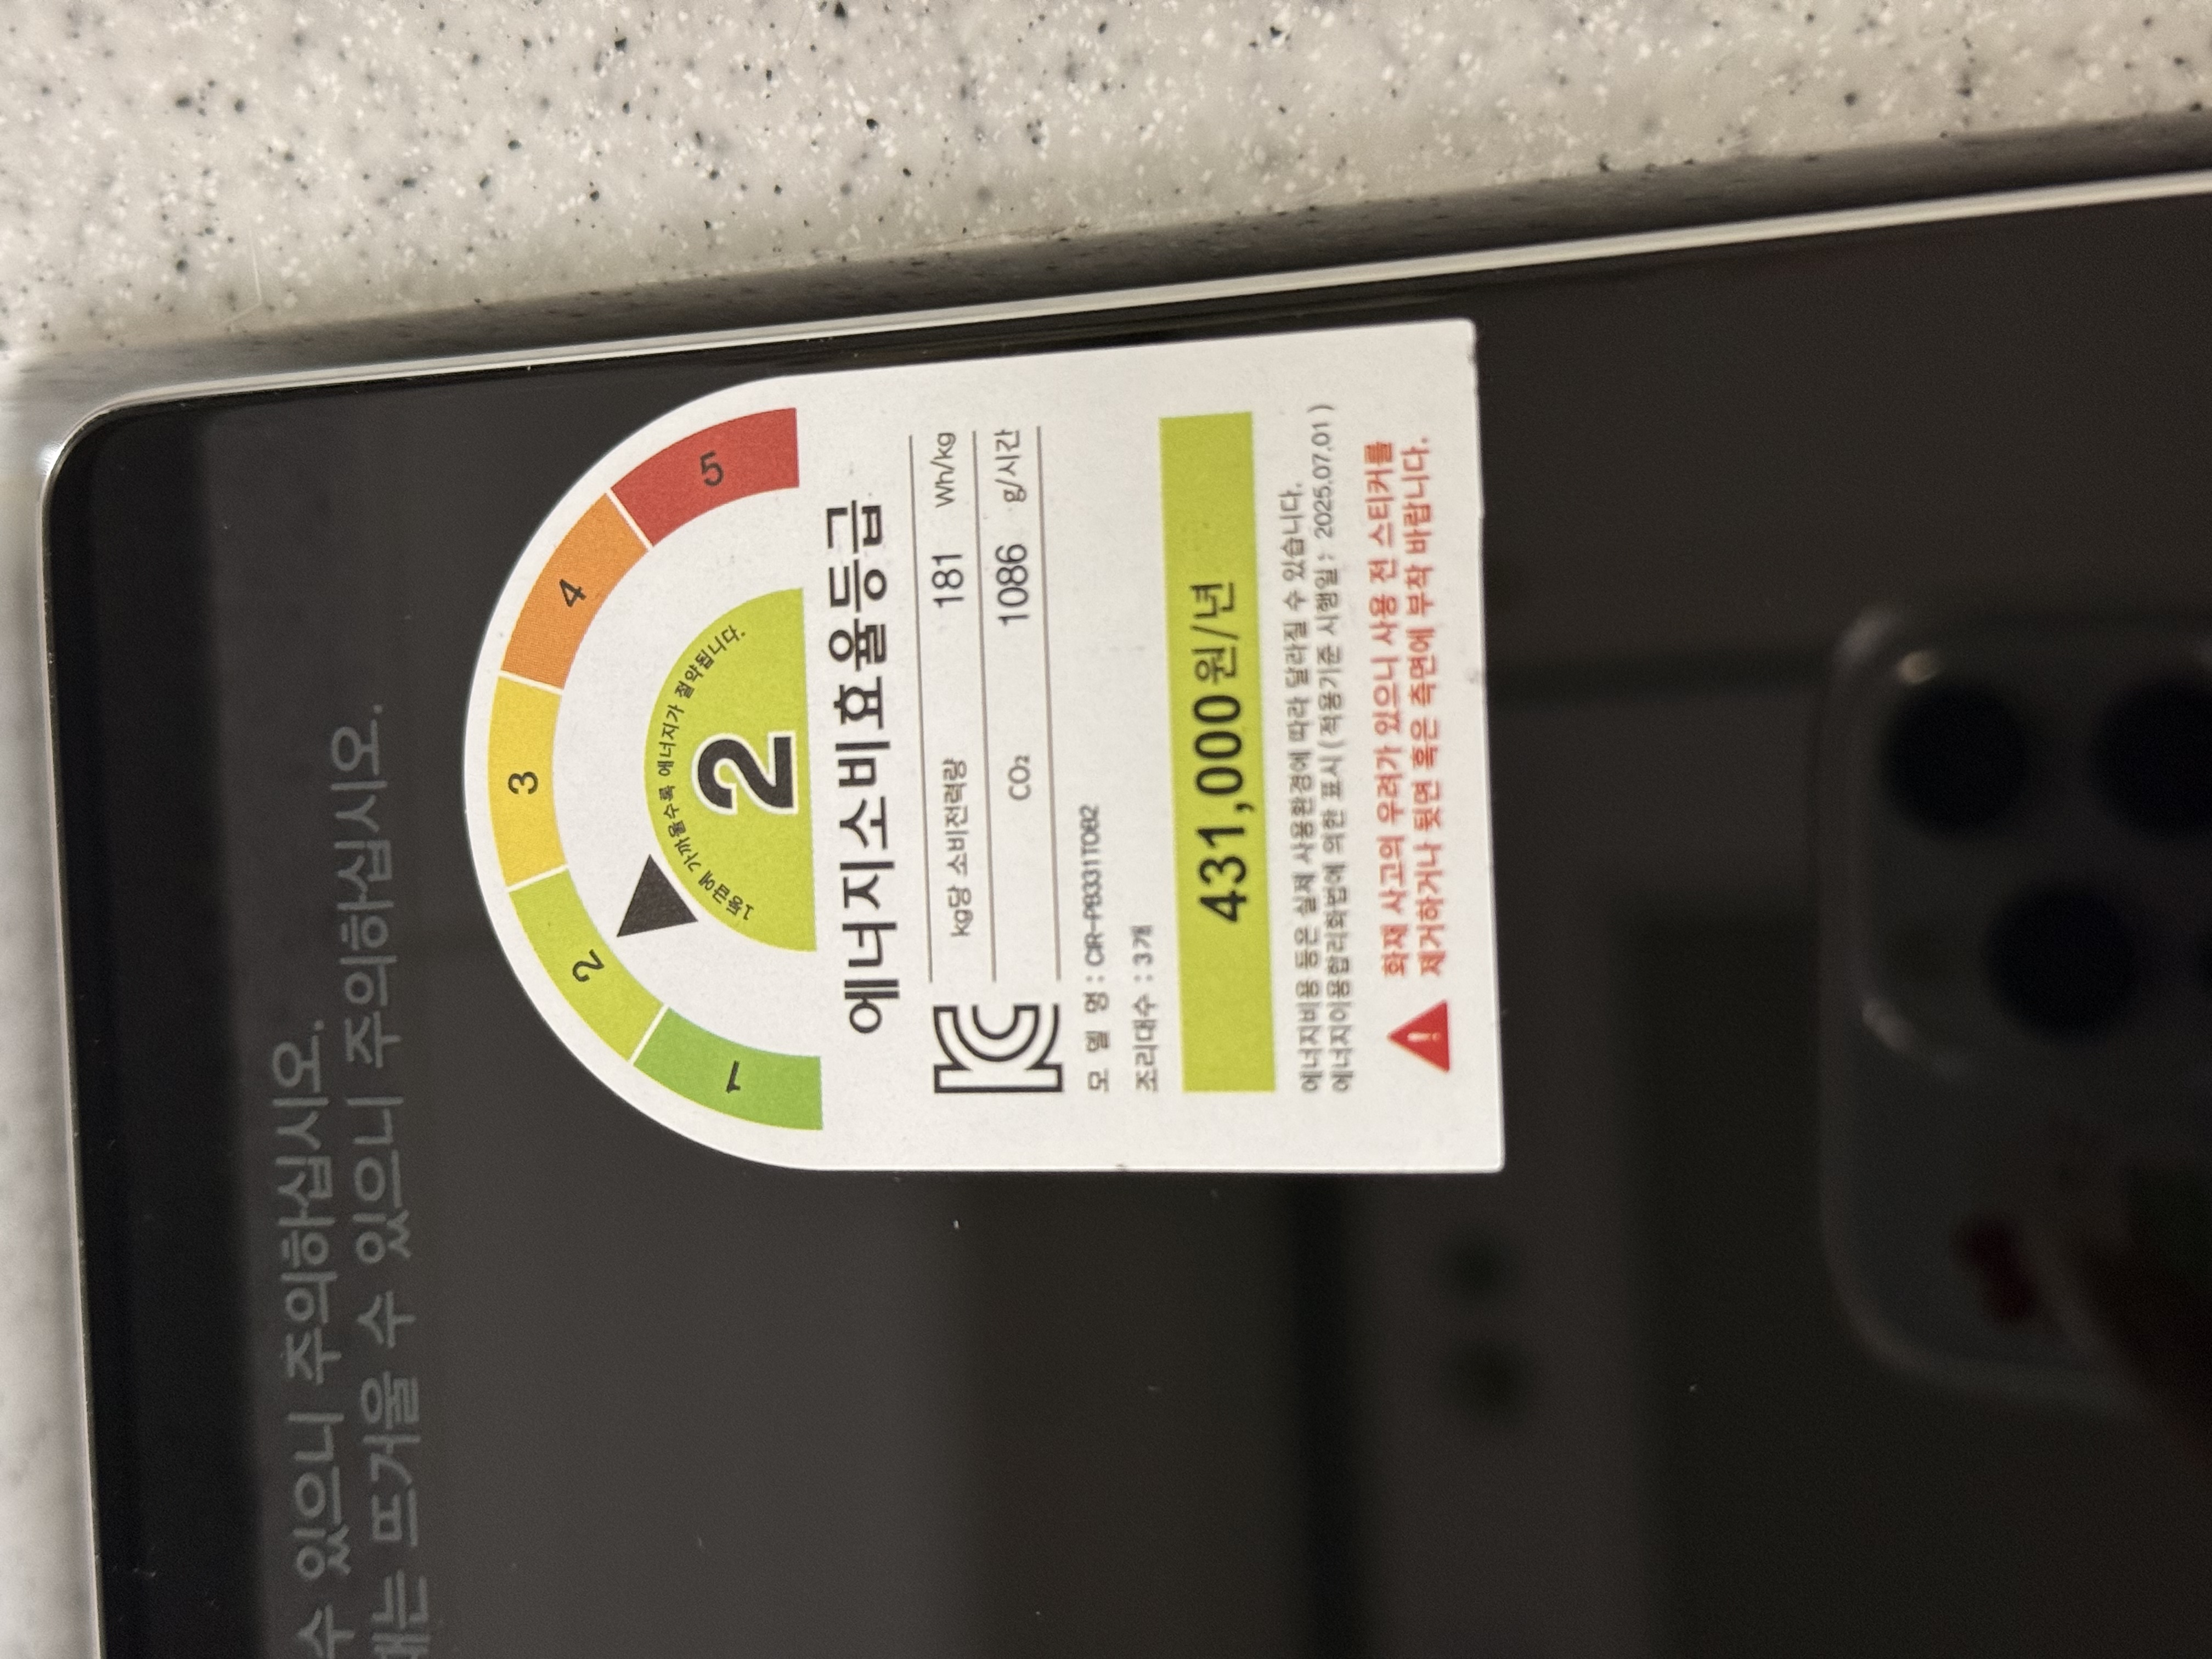 수 있으니 주의하십시오.
는 뜨거울 수 있으니 주의하십시오.
1 2 3 4 5
1등급에 가까울수록 에너지가 절약됩니다.
2
에너지소비효율등급
KC
kg당 소비전력량 181 Wh/kg
CO₂ 1086 g/시간
모 델 명 : CIR-PB331TOB2
조리대수 : 3개
431,000원/년
에너지비용 등은 실제 사용환경에 따라 달라질 수 있습니다.
에너지이용합리화법에 의한 표시 ( 적용기준 시행일 : 2025.07.01 )
화재 사고의 우려가 있으니 사용 전 스티커를
제거하거나 뒷면 혹은 측면에 부착 바랍니다.